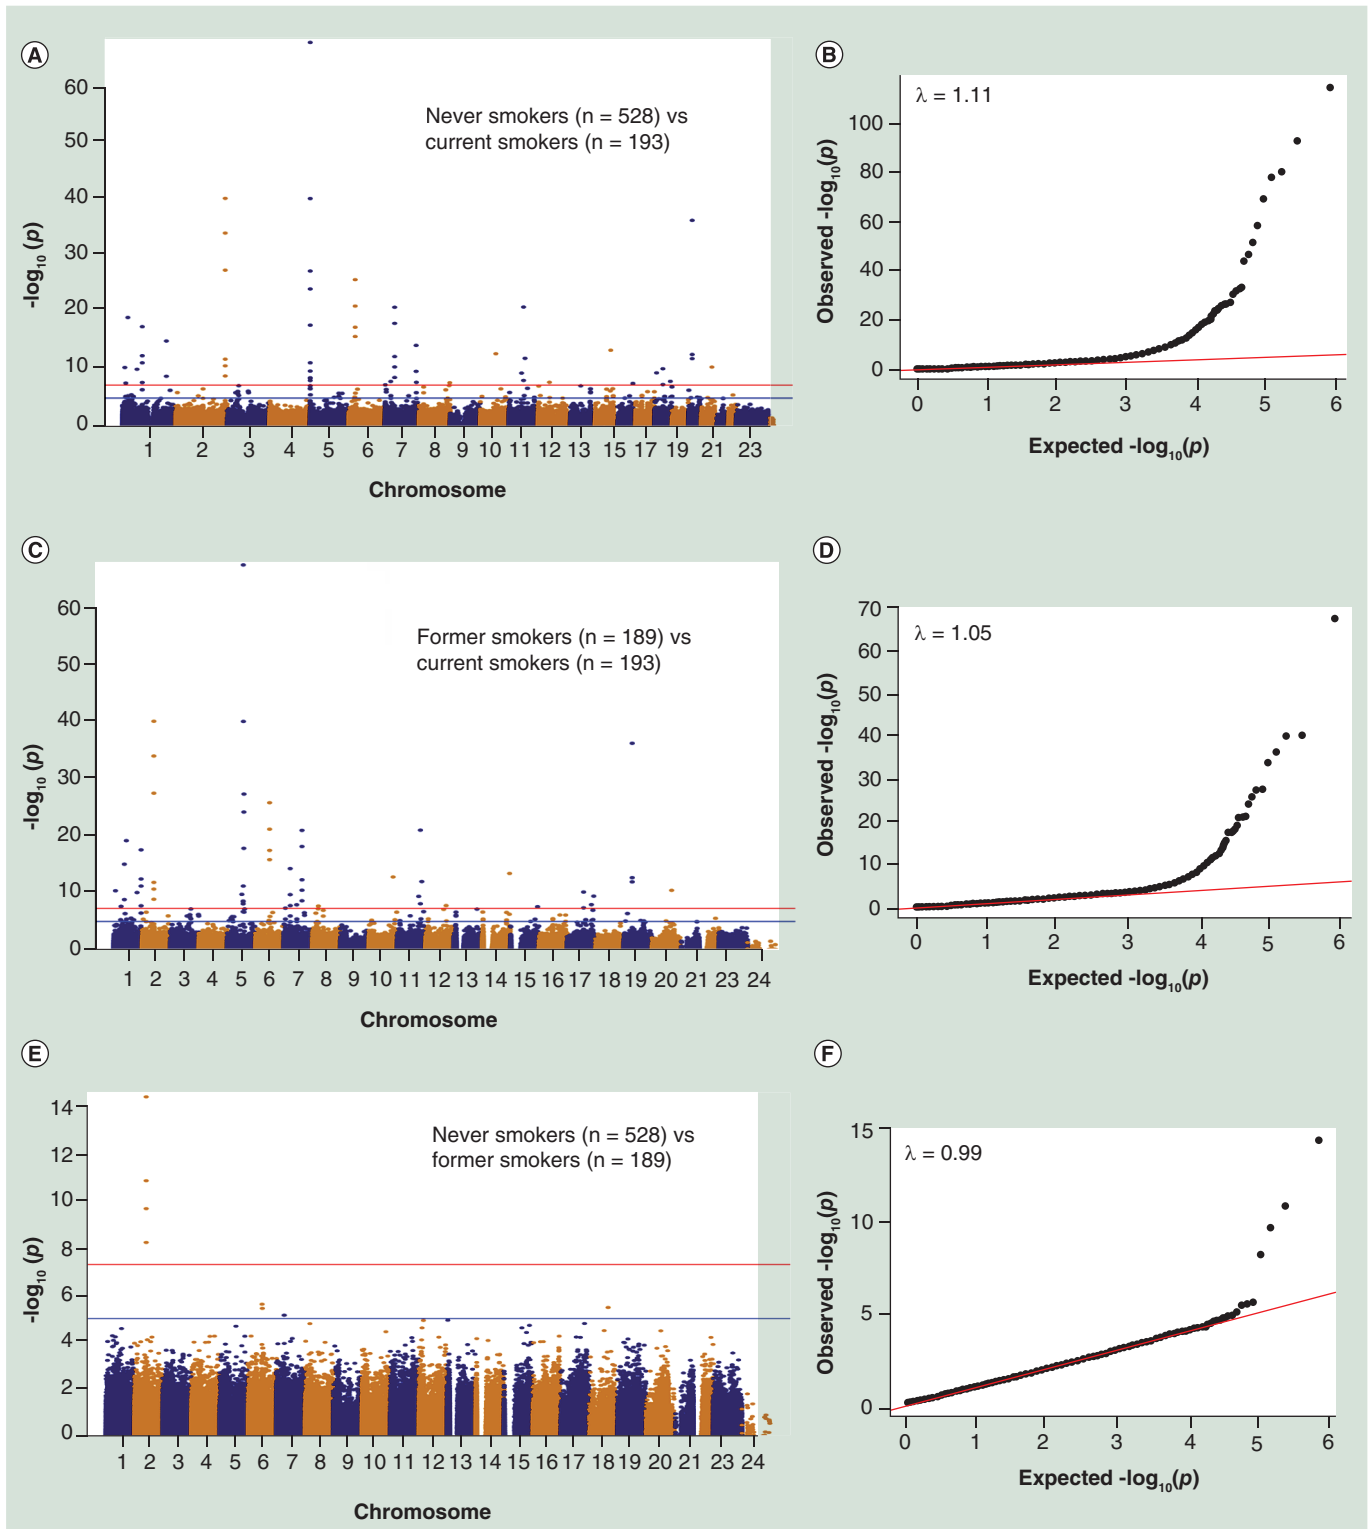 A
60
50
40
30
20
10
0
-log10 (p)
Never smokers (n = 528) vs
current smokers (n = 193)
1 2 3 4 5 6 7 8 9 10 11 12 13 15 17 19 21 23
Chromosome
B
λ = 1.11
100
80
60
40
20
0
Observed -log10(p)
0 1 2 3 4 5 6
Expected -log10(p)
C
60
50
40
30
20
10
0
-log10 (p)
Former smokers (n = 189) vs
current smokers (n = 193)
1 2 3 4 5 6 7 8 9 10 11 12 13 14 15 16 17 18 19 20 21 23 24
Chromosome
D
λ = 1.05
70
60
50
40
30
20
10
0
Observed -log10(p)
0 1 2 3 4 5 6
Expected -log10(p)
E
14
12
10
8
6
4
2
0
-log10 (p)
Never smokers (n = 528) vs
former smokers (n = 189)
1 2 3 4 5 6 7 8 9 10 11 12 13 14 15 16 17 18 19 20 21 23 24
Chromosome
F
λ = 0.99
15
10
5
0
Observed -log10(p)
0 1 2 3 4 5 6
Expected -log10(p)